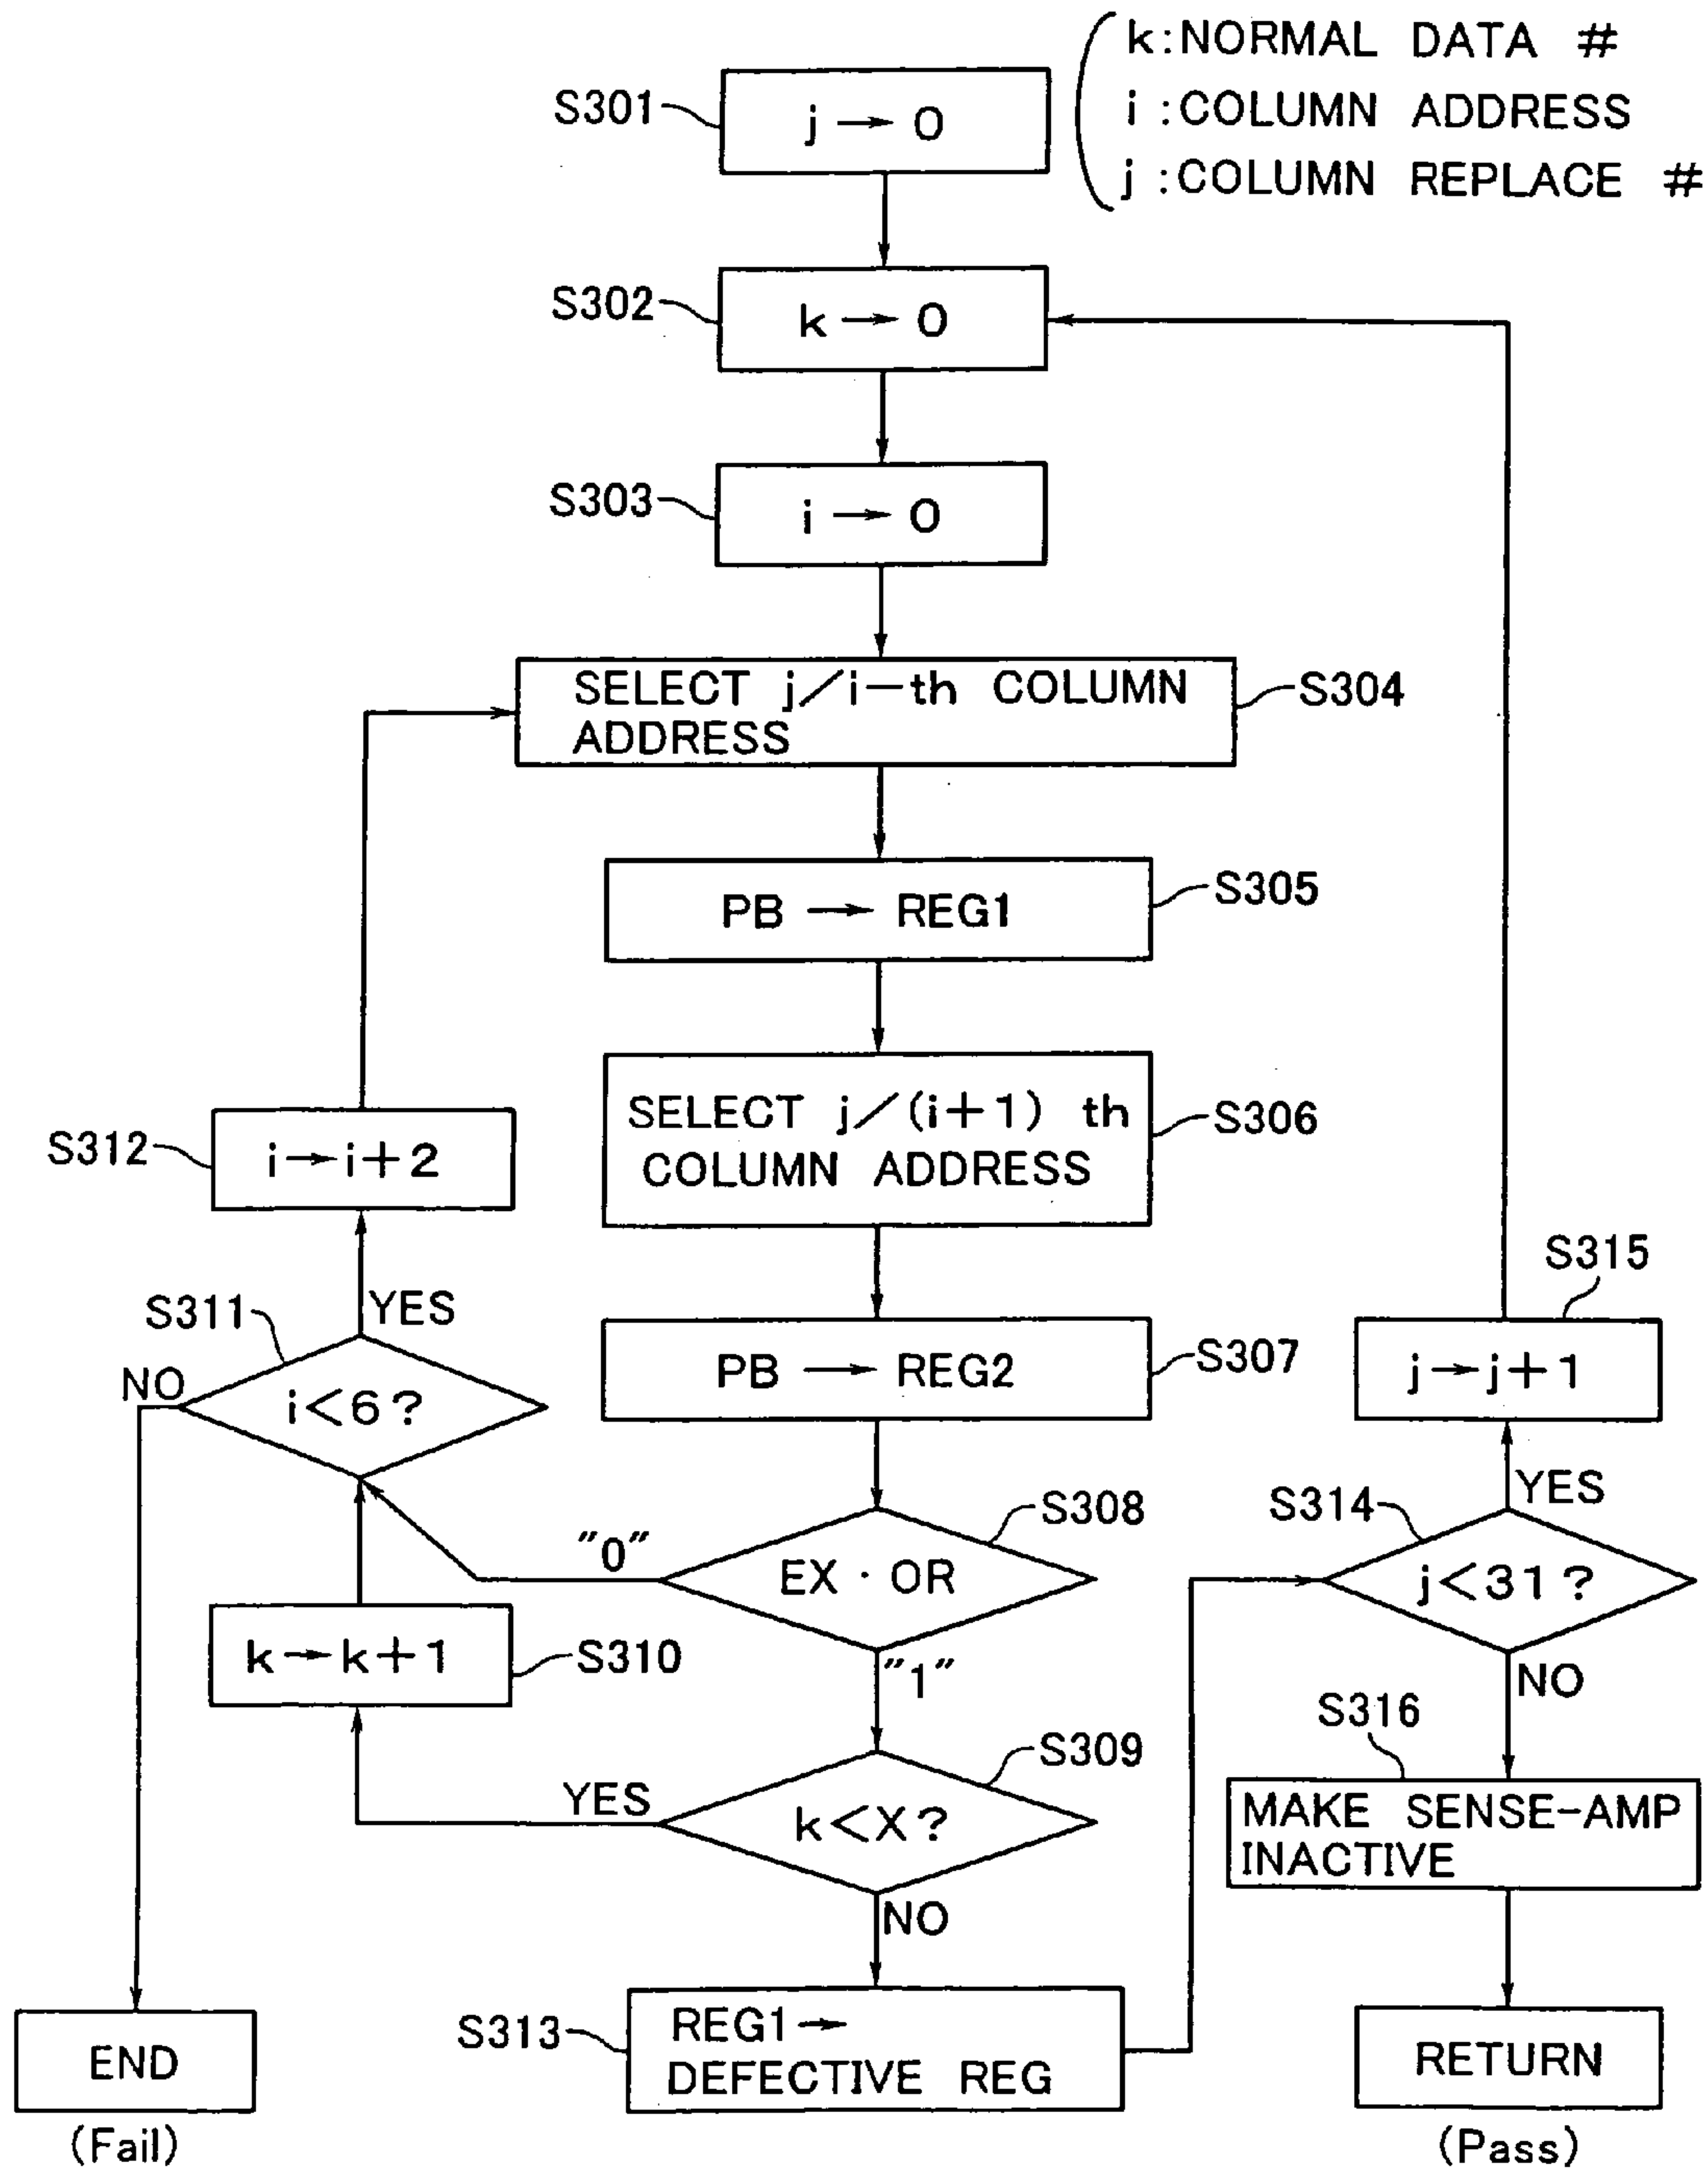 k:NORMAL DATA #
i:COLUMN ADDRESS
j:COLUMN REPLACE #
S301
j → 0
S302
k → 0
S303
i → 0
SELECT j/i-th COLUMN
ADDRESS
S304
PB → REG1
S305
SELECT j/(i+1) th
COLUMN ADDRESS
S306
S312
i→i+2
PB → REG2
S307
S315
j→j+1
S311
YES
NO
i<6?
EX・OR
S308
"0"
"1"
S314
YES
j<31?
NO
k→k+1
S310
S309
YES
k<X?
NO
S316
MAKE SENSE-AMP
INACTIVE
S313
REG1→
DEFECTIVE REG
END
(Fail)
RETURN
(Pass)